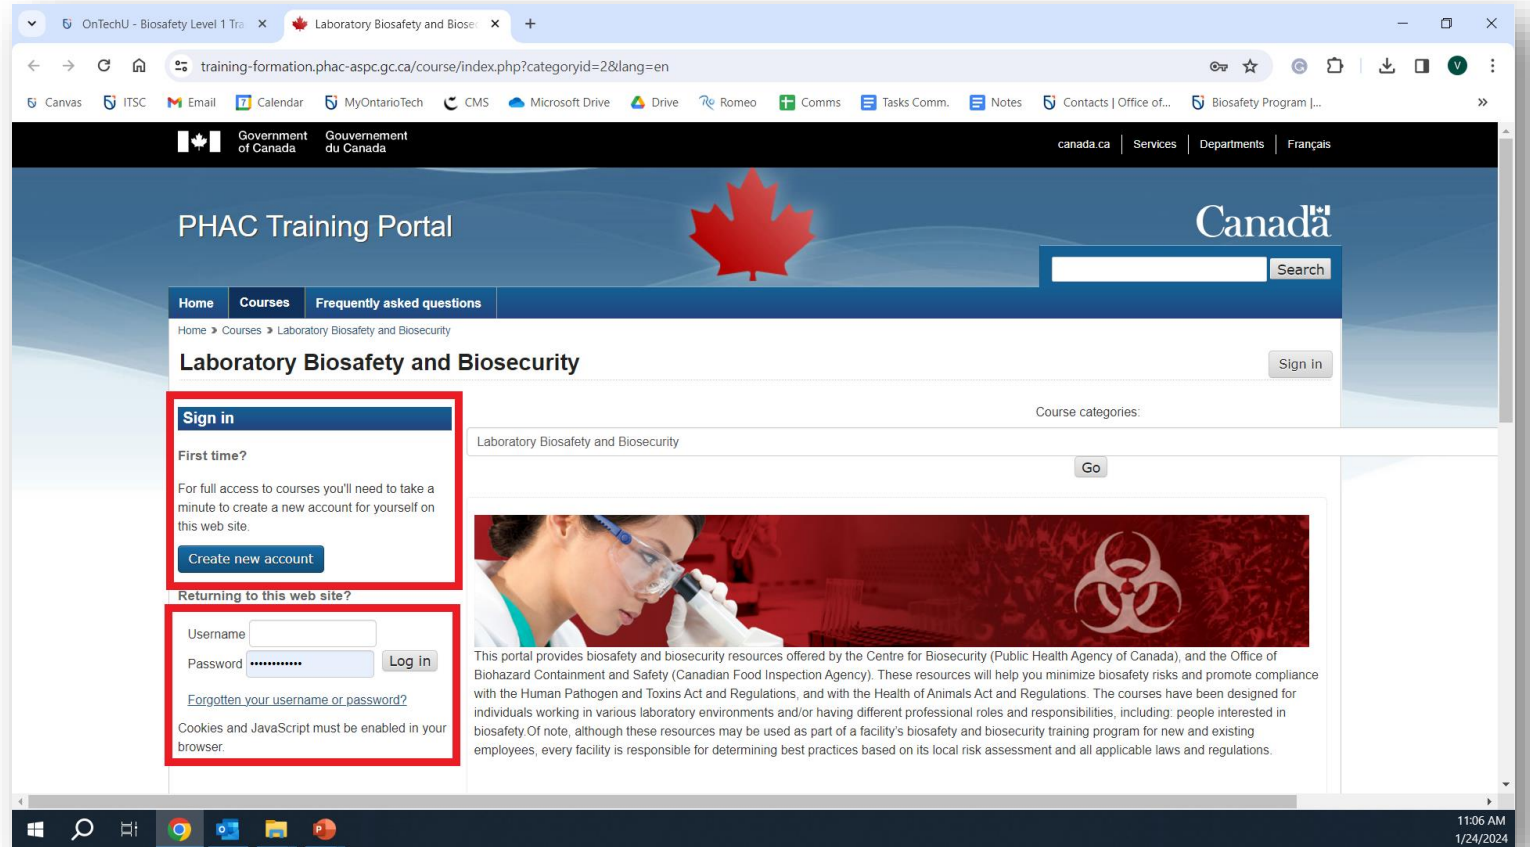 OnTechU - Biosafety Level 1 Tra
Laboratory Biosafety and Biosec
training-formation.phac-aspc.gc.ca/course/index.php?categoryid=2&lang=en
V
Canvas
ITSC
Email
7 Calendar
MyOntarioTech
CMS
Microsoft Drive
Drive
Romeo
Comms
Tasks Comm.
Notes
Contacts | Office of...
Biosafety Program |...
»
Government of Canada
Gouvernement du Canada
canada.ca
Services
Departments
Français
PHAC Training Portal
Canada
Search
Home
Courses
Frequently asked questions
Home » Courses » Laboratory Biosafety and Biosecurity
Laboratory Biosafety and Biosecurity
Sign in
Sign in
First time?
For full access to courses you'll need to take a
minute to create a new account for yourself on
this web site.
Create new account
Returning to this web site?
Username
Password ••••••••••••
Log in
Forgotten your username or password?
Cookies and JavaScript must be enabled in your
browser.
Course categories:
Laboratory Biosafety and Biosecurity
Go
This portal provides biosafety and biosecurity resources offered by the Centre for Biosecurity (Public Health Agency of Canada), and the Office of
Biohazard Containment and Safety (Canadian Food Inspection Agency). These resources will help you minimize biosafety risks and promote compliance
with the Human Pathogen and Toxins Act and Regulations, and with the Health of Animals Act and Regulations. The courses have been designed for
individuals working in various laboratory environments and/or having different professional roles and responsibilities, including: people interested in
biosafety.Of note, although these resources may be used as part of a facility's biosafety and biosecurity training program for new and existing
employees, every facility is responsible for determining best practices based on its local risk assessment and all applicable laws and regulations.
11:06 AM
1/24/2024